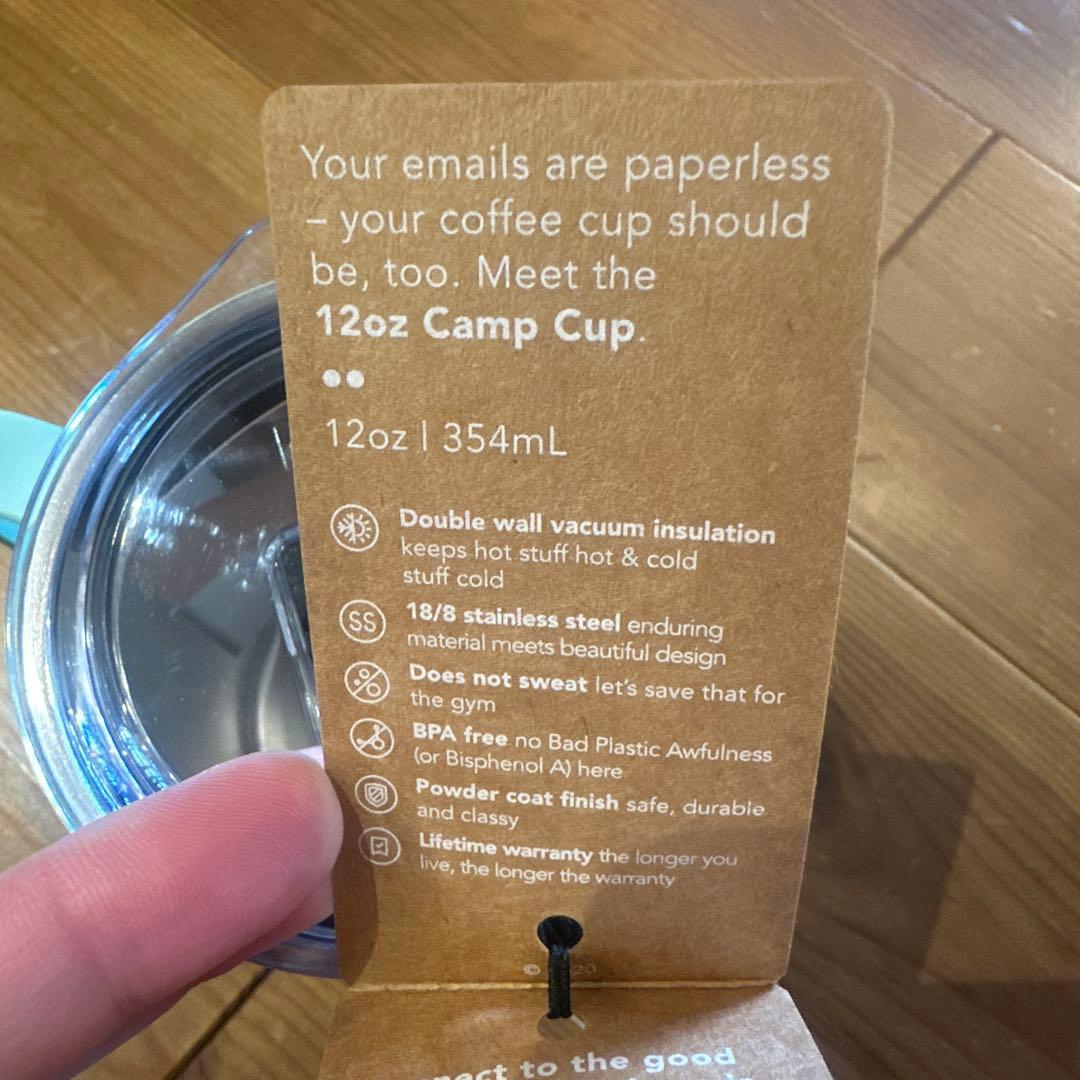 Your emails are paperless
– your coffee cup should
be, too. Meet the
12oz Camp Cup.
12oz | 354mL
Double wall vacuum insulation
keeps hot stuff hot & cold
stuff cold
SS
18/8 stainless steel enduring
material meets beautiful design
Does not sweat let's save that for
the gym
BPA free no Bad Plastic Awfulness
(or Bisphenol A) here
Powder coat finish safe, durable
and classy
Lifetime warranty the longer you
live, the longer the warranty
©
to the good